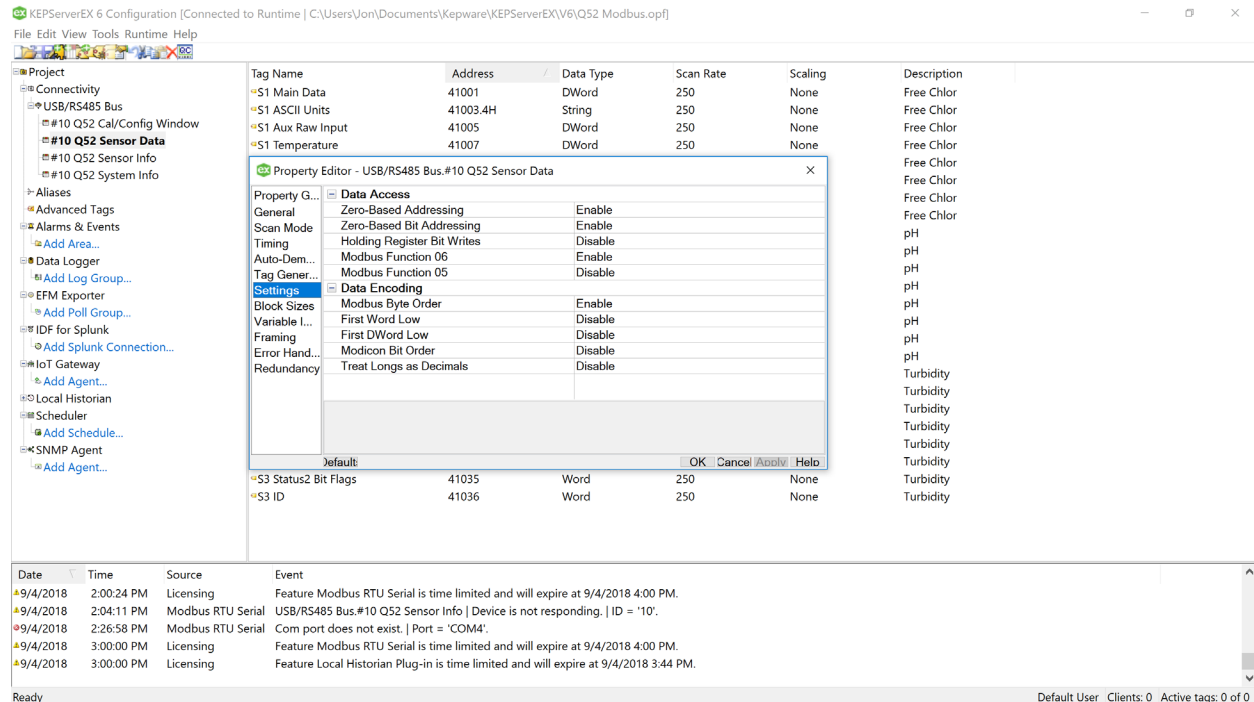 KEPServerEX 6 Configuration [Connected to Runtime | C:\Users\Jon\Documents\Kepware\KEPServerEX\V6\Q52 Modbus.opf]
File Edit View Tools Runtime Help
Project
Connectivity
USB/RS485 Bus
#10 Q52 Cal/Config Window
#10 Q52 Sensor Data
#10 Q52 Sensor Info
#10 Q52 System Info
Aliases
Advanced Tags
Alarms & Events
Add Area...
Data Logger
Add Log Group...
EFM Exporter
Add Poll Group...
IDF for Splunk
Add Splunk Connection...
IoT Gateway
Add Agent...
Local Historian
Scheduler
Add Schedule...
SNMP Agent
Add Agent...
Tag Name Address Data Type Scan Rate Scaling Description
S1 Main Data 41001 DWord 250 None Free Chlor
S1 ASCII Units 41003.4H String 250 None Free Chlor
S1 Aux Raw Input 41005 DWord 250 None Free Chlor
S1 Temperature 41007 DWord 250 None Free Chlor
Free Chlor
Free Chlor
Free Chlor
Free Chlor
pH
pH
pH
pH
pH
pH
pH
pH
Turbidity
Turbidity
Turbidity
Turbidity
Turbidity
Turbidity
S3 Status2 Bit Flags 41035 Word 250 None Turbidity
S3 ID 41036 Word 250 None Turbidity
Property Editor - USB/RS485 Bus.#10 Q52 Sensor Data
Property G...
General
Scan Mode
Timing
Auto-Dem...
Tag Gener...
Settings
Block Sizes
Variable I...
Framing
Error Hand...
Redundancy
Data Access
Zero-Based Addressing Enable
Zero-Based Bit Addressing Enable
Holding Register Bit Writes Disable
Modbus Function 06 Enable
Modbus Function 05 Disable
Data Encoding
Modbus Byte Order Enable
First Word Low Disable
First DWord Low Disable
Modicon Bit Order Disable
Treat Longs as Decimals Disable
Defaults OK Cancel Apply Help
Date Time Source Event
9/4/2018 2:00:24 PM Licensing Feature Modbus RTU Serial is time limited and will expire at 9/4/2018 4:00 PM.
9/4/2018 2:04:11 PM Modbus RTU Serial USB/RS485 Bus.#10 Q52 Sensor Info | Device is not responding. | ID = '10'.
9/4/2018 2:26:58 PM Modbus RTU Serial Com port does not exist. | Port = 'COM4'.
9/4/2018 3:00:00 PM Licensing Feature Modbus RTU Serial is time limited and will expire at 9/4/2018 4:00 PM.
9/4/2018 3:00:00 PM Licensing Feature Local Historian Plug-in is time limited and will expire at 9/4/2018 3:44 PM.
Ready Default User Clients: 0 Active tags: 0 of 0